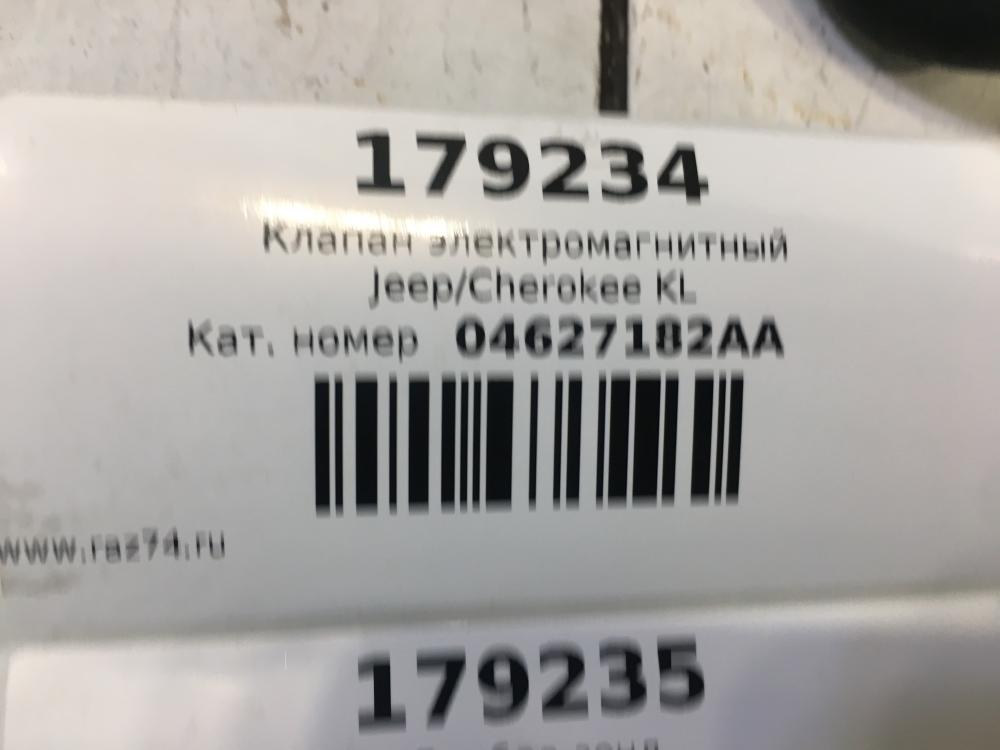 179234
Клапан электромагнитный
Jeep/Cherokee KL
Кат. номер 04627182AA
www.raz74.ru
179235